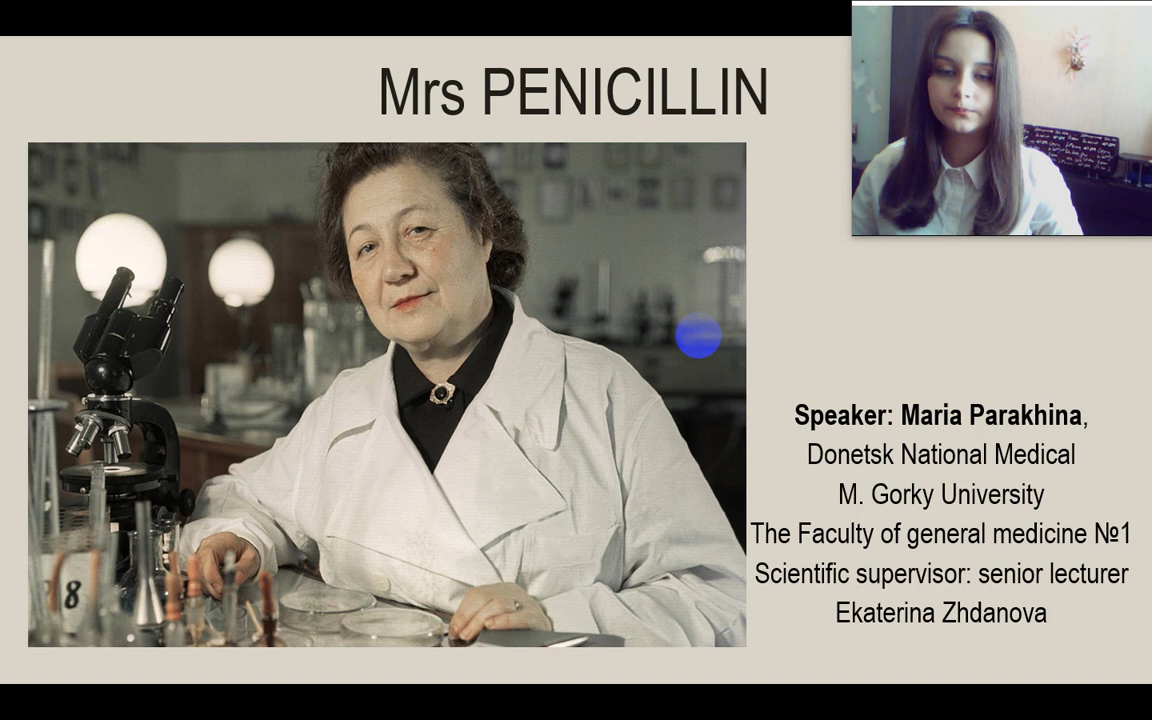 Mrs PENICILLIN
Speaker: Maria Parakhina,
Donetsk National Medical
M. Gorky University
The Faculty of general medicine №1
Scientific supervisor: senior lecturer
Ekaterina Zhdanova
8